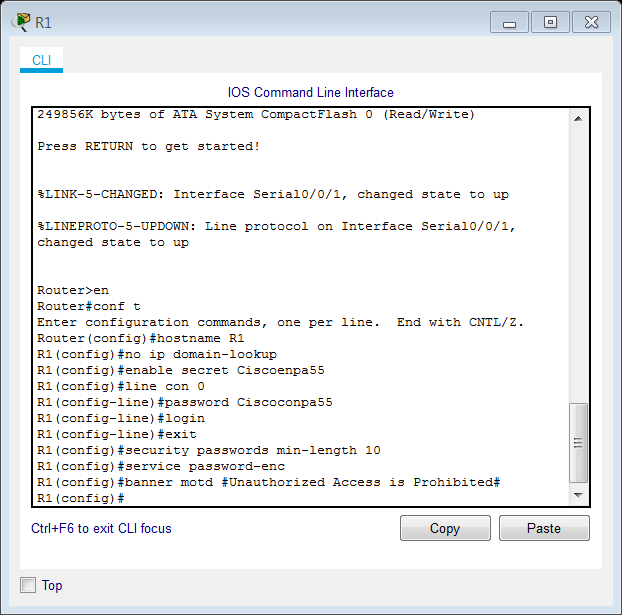 R1
CLI
IOS Command Line Interface
249856K bytes of ATA System CompactFlash 0 (Read/Write)
Press RETURN to get started!
%LINK-5-CHANGED: Interface Serial0/0/1, changed state to up
%LINEPROTO-5-UPDOWN: Line protocol on Interface Serial0/0/1,
changed state to up
Router>en
Router#conf t
Enter configuration commands, one per line.  End with CNTL/Z.
Router(config)#hostname R1
R1(config)#no ip domain-lookup
R1(config)#enable secret Ciscoenpa55
R1(config)#line con 0
R1(config-line)#password Ciscoconpa55
R1(config-line)#login
R1(config-line)#exit
R1(config)#security passwords min-length 10
R1(config)#service password-enc
R1(config)#banner motd #Unauthorized Access is Prohibited#
R1(config)#
Ctrl+F6 to exit CLI focus
Copy
Paste
Top